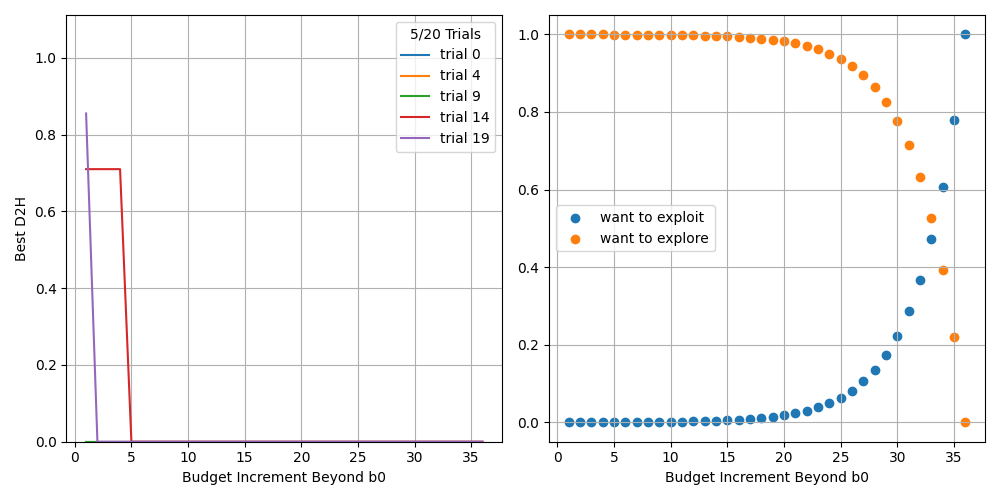 5/20 Trials
trial 0
trial 4
trial 9
trial 14
trial 19
1.0
0.8
0.6
0.4
0.2
0.0
Best D2H
0 5 10 15 20 25 30 35
Budget Increment Beyond b0
1.0
0.8
0.6
0.4
0.2
0.0
want to exploit
want to explore
0 5 10 15 20 25 30 35
Budget Increment Beyond b0